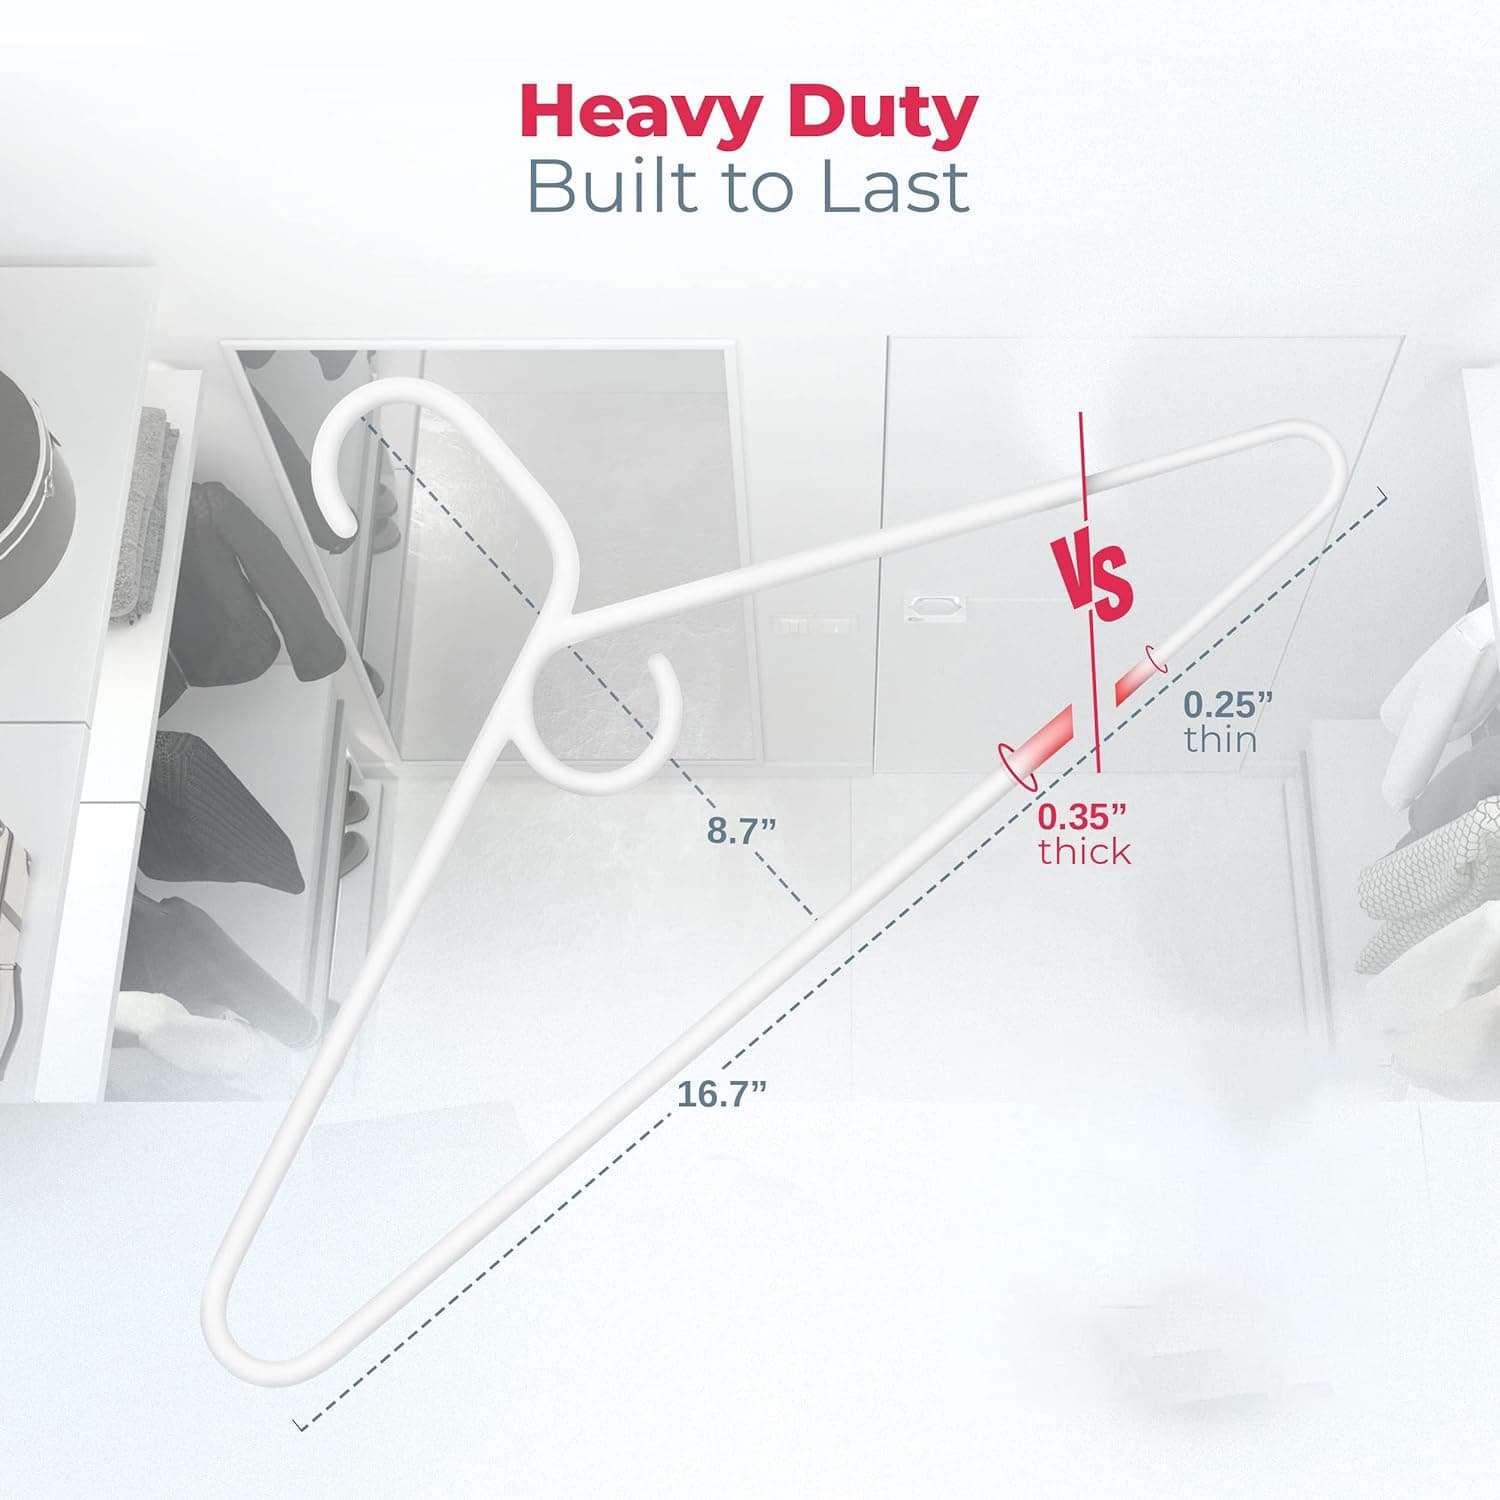 Heavy Duty
Built to Last
VS
0.25”
thin
0.35”
thick
8.7”
16.7”